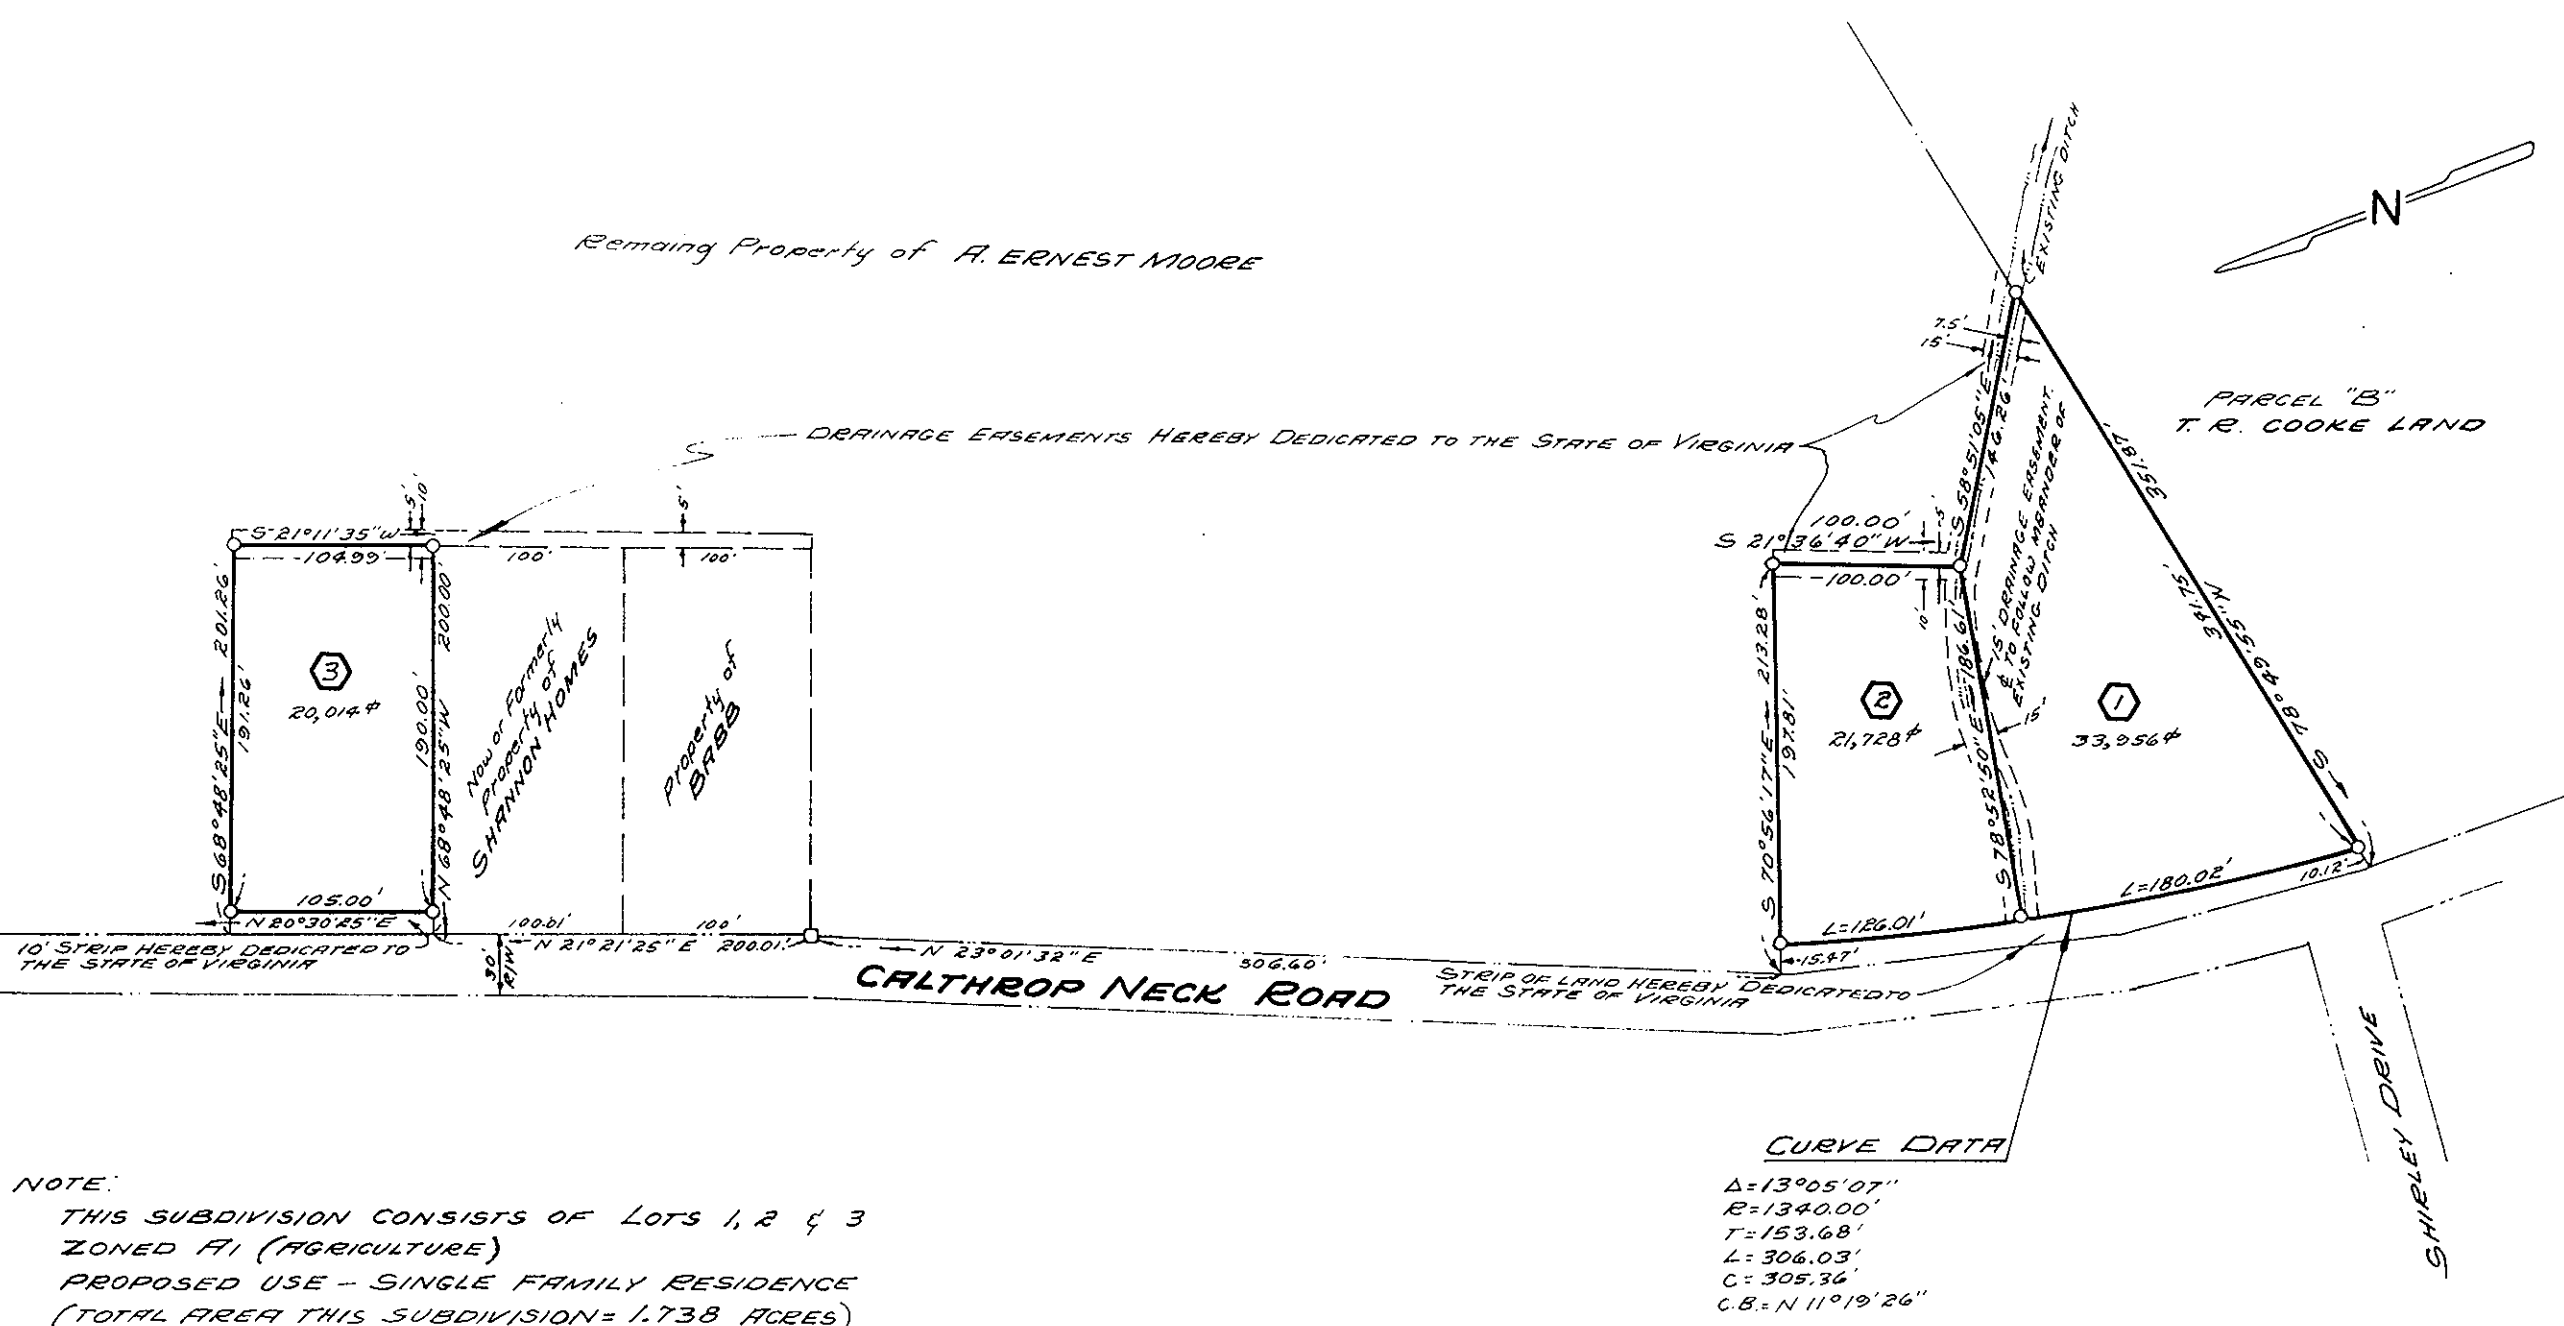 N
EXISTING DITCH
Remaing Property of A. ERNEST MOORE
7.5'
15'
PARCEL "B"
T. R. COOKE LAND
DRAINAGE EASEMENTS HEREBY DEDICATED TO THE STATE OF VIRGINIA
S 58°51'05" E
146.26'
15' DRAINAGE EASEMENT.
℄ TO FOLLOW MEANDER OF
EXISTING DITCH
351.87'
341.75'
S 78°49'55" W
5'
10'
5'
S 21°11'35" W
104.99'
100'
100'
100.00'
S 21°36'40" W
5'
100.00'
10'
S 68°48'25" E 201.26'
191.26'
3
20,014 ⏍
190.00'
N 68°48'25" W 200.00'
Now or Formerly
Property of
SHANNON HOMES
Property of
BABB
S 70°56'17" E 213.28'
197.81'
2
21,728 ⏍
S 78°52'50" E 186.61'
15'
1
33,956 ⏍
105.00'
N 20°30'25" E
10' STRIP HEREBY DEDICATED TO
THE STATE OF VIRGINIA
100.01'
100'
N 21°21'25" E 200.01'
30'
R/W
N 23°01'32" E 506.60'
CALTHROP NECK ROAD
L=126.01'
15.47'
L=180.02'
10.12'
STRIP OF LAND HEREBY DEDICATED TO
THE STATE OF VIRGINIA
SHIRLEY DRIVE
CURVE DATA
Δ=13°05'07"
R=1340.00'
T=153.68'
L=306.03'
C=305.36'
C.B.=N 11°19'26"
NOTE:
THIS SUBDIVISION CONSISTS OF LOTS 1, 2 & 3
ZONED A1 (AGRICULTURE)
PROPOSED USE - SINGLE FAMILY RESIDENCE
(TOTAL AREA THIS SUBDIVISION = 1.738 ACRES)